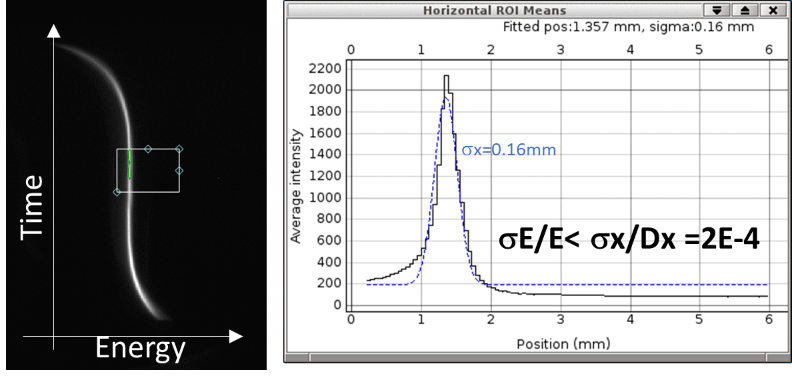 Time
Energy
Horizontal ROI Means
Fitted pos:1.357 mm, sigma:0.16 mm
0 1 2 3 4 5 6
2200
2000
1800
1600
1400
1200
1000
800
600
400
200
0
Average intensity
σx=0.16mm
σE/E< σx/Dx =2E-4
0 1 2 3 4 5 6
Position (mm)